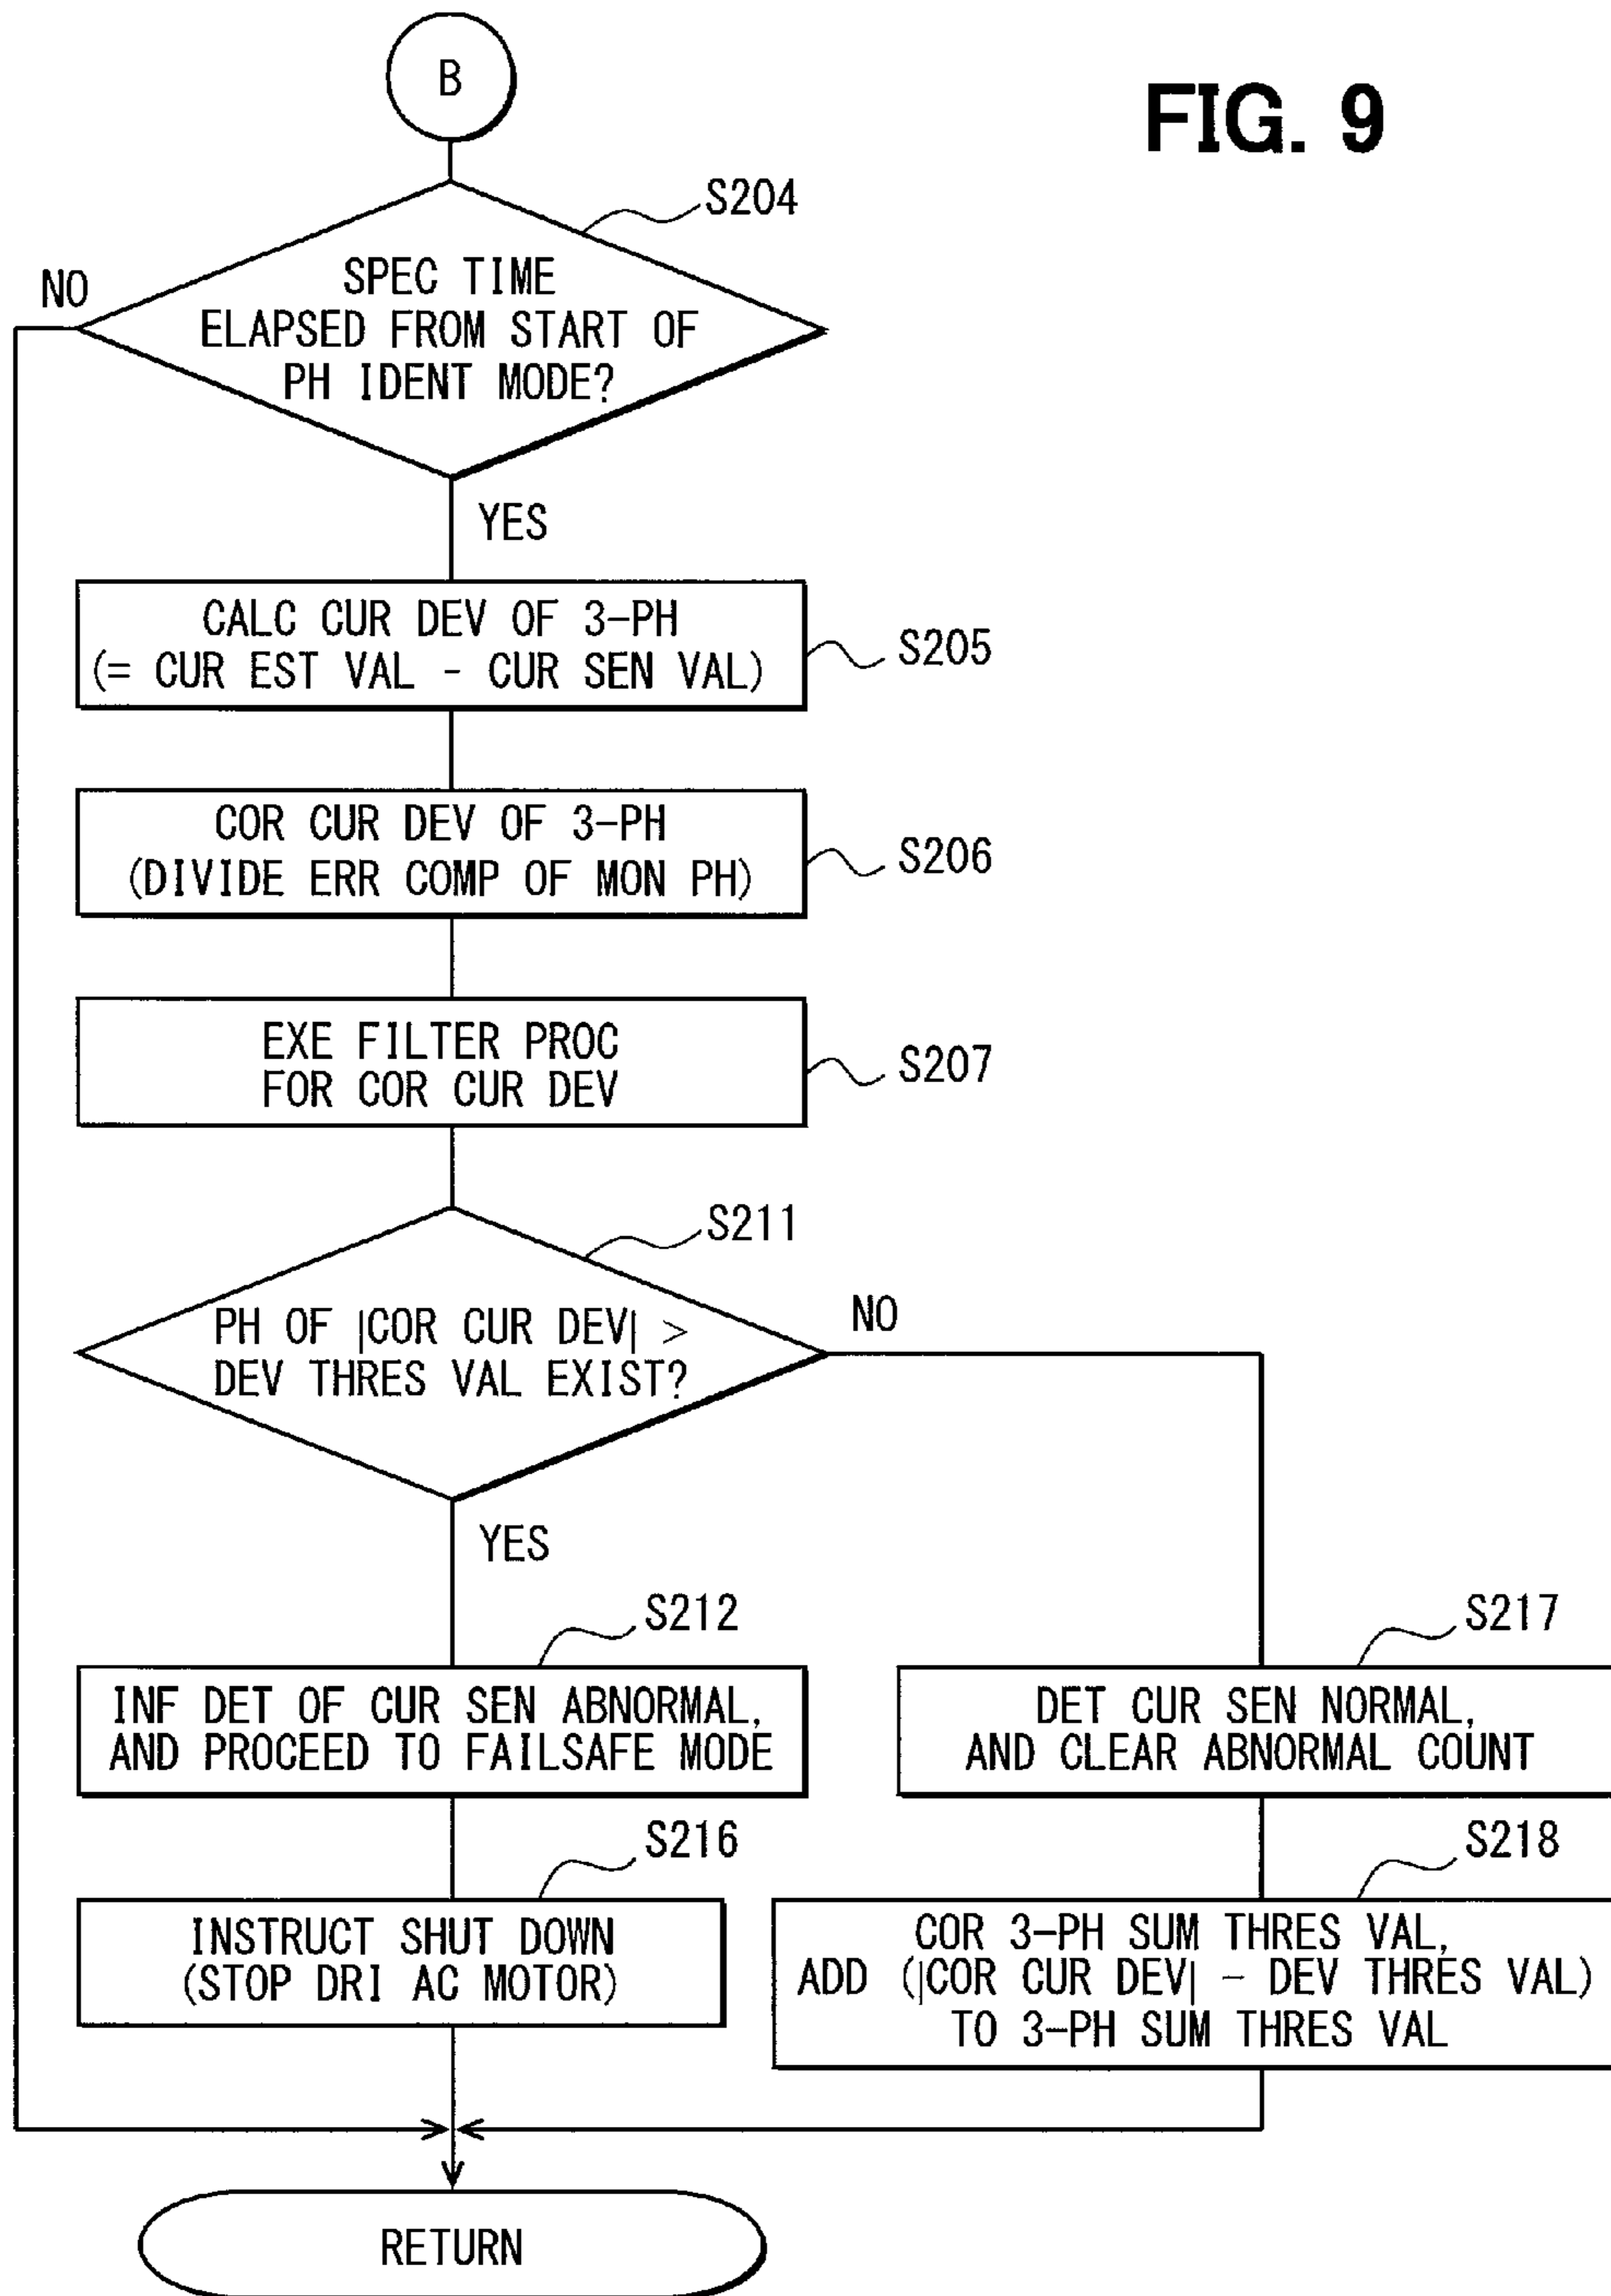 B
FIG. 9
S204
NO
SPEC TIME
ELAPSED FROM START OF
PH IDENT MODE?
YES
CALC CUR DEV OF 3-PH
(= CUR EST VAL - CUR SEN VAL)
S205
COR CUR DEV OF 3-PH
(DIVIDE ERR COMP OF MON PH)
S206
EXE FILTER PROC
FOR COR CUR DEV
S207
S211
PH OF |COR CUR DEV| >
DEV THRES VAL EXIST?
NO
YES
S212
INF DET OF CUR SEN ABNORMAL,
AND PROCEED TO FAILSAFE MODE
S217
DET CUR SEN NORMAL,
AND CLEAR ABNORMAL COUNT
S216
INSTRUCT SHUT DOWN
(STOP DRI AC MOTOR)
S218
COR 3-PH SUM THRES VAL,
ADD (|COR CUR DEV| - DEV THRES VAL)
TO 3-PH SUM THRES VAL
RETURN